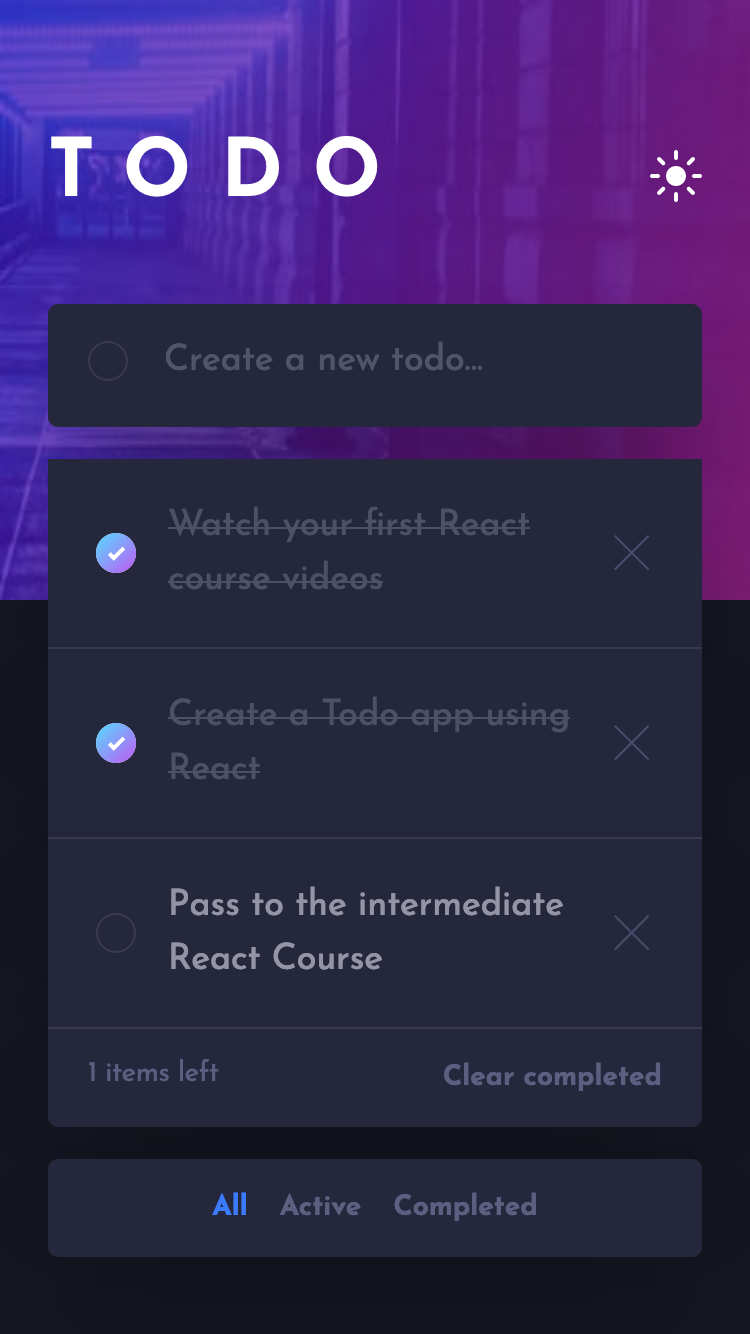 TODO
Create a new todo...
Watch your first React
course videos
Create a Todo app using
React
Pass to the intermediate
React Course
1 items left
Clear completed
All Active Completed